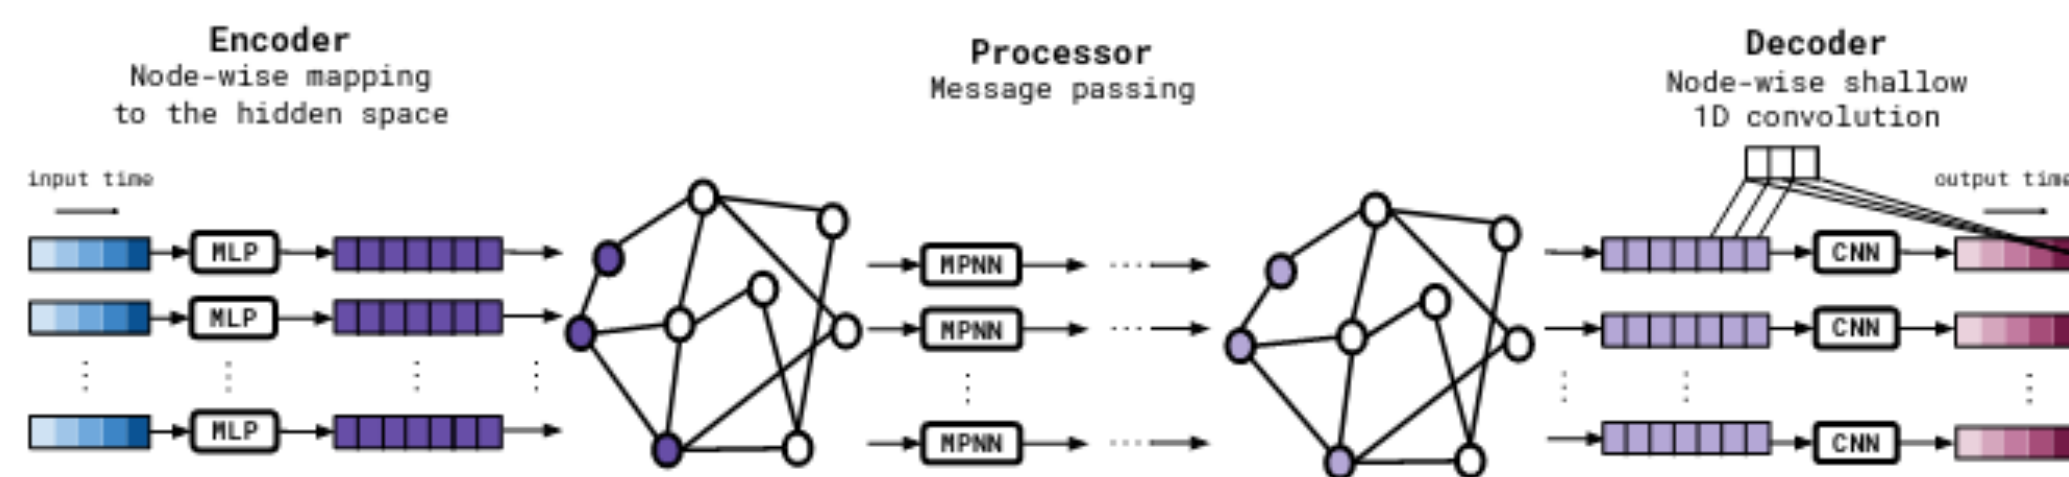 Encoder
Node-wise mapping
to the hidden space
Processor
Message passing
Decoder
Node-wise shallow
1D convolution
input time
output time
MLP
MPNN
CNN
MLP
MPNN
CNN
MLP
MPNN
CNN